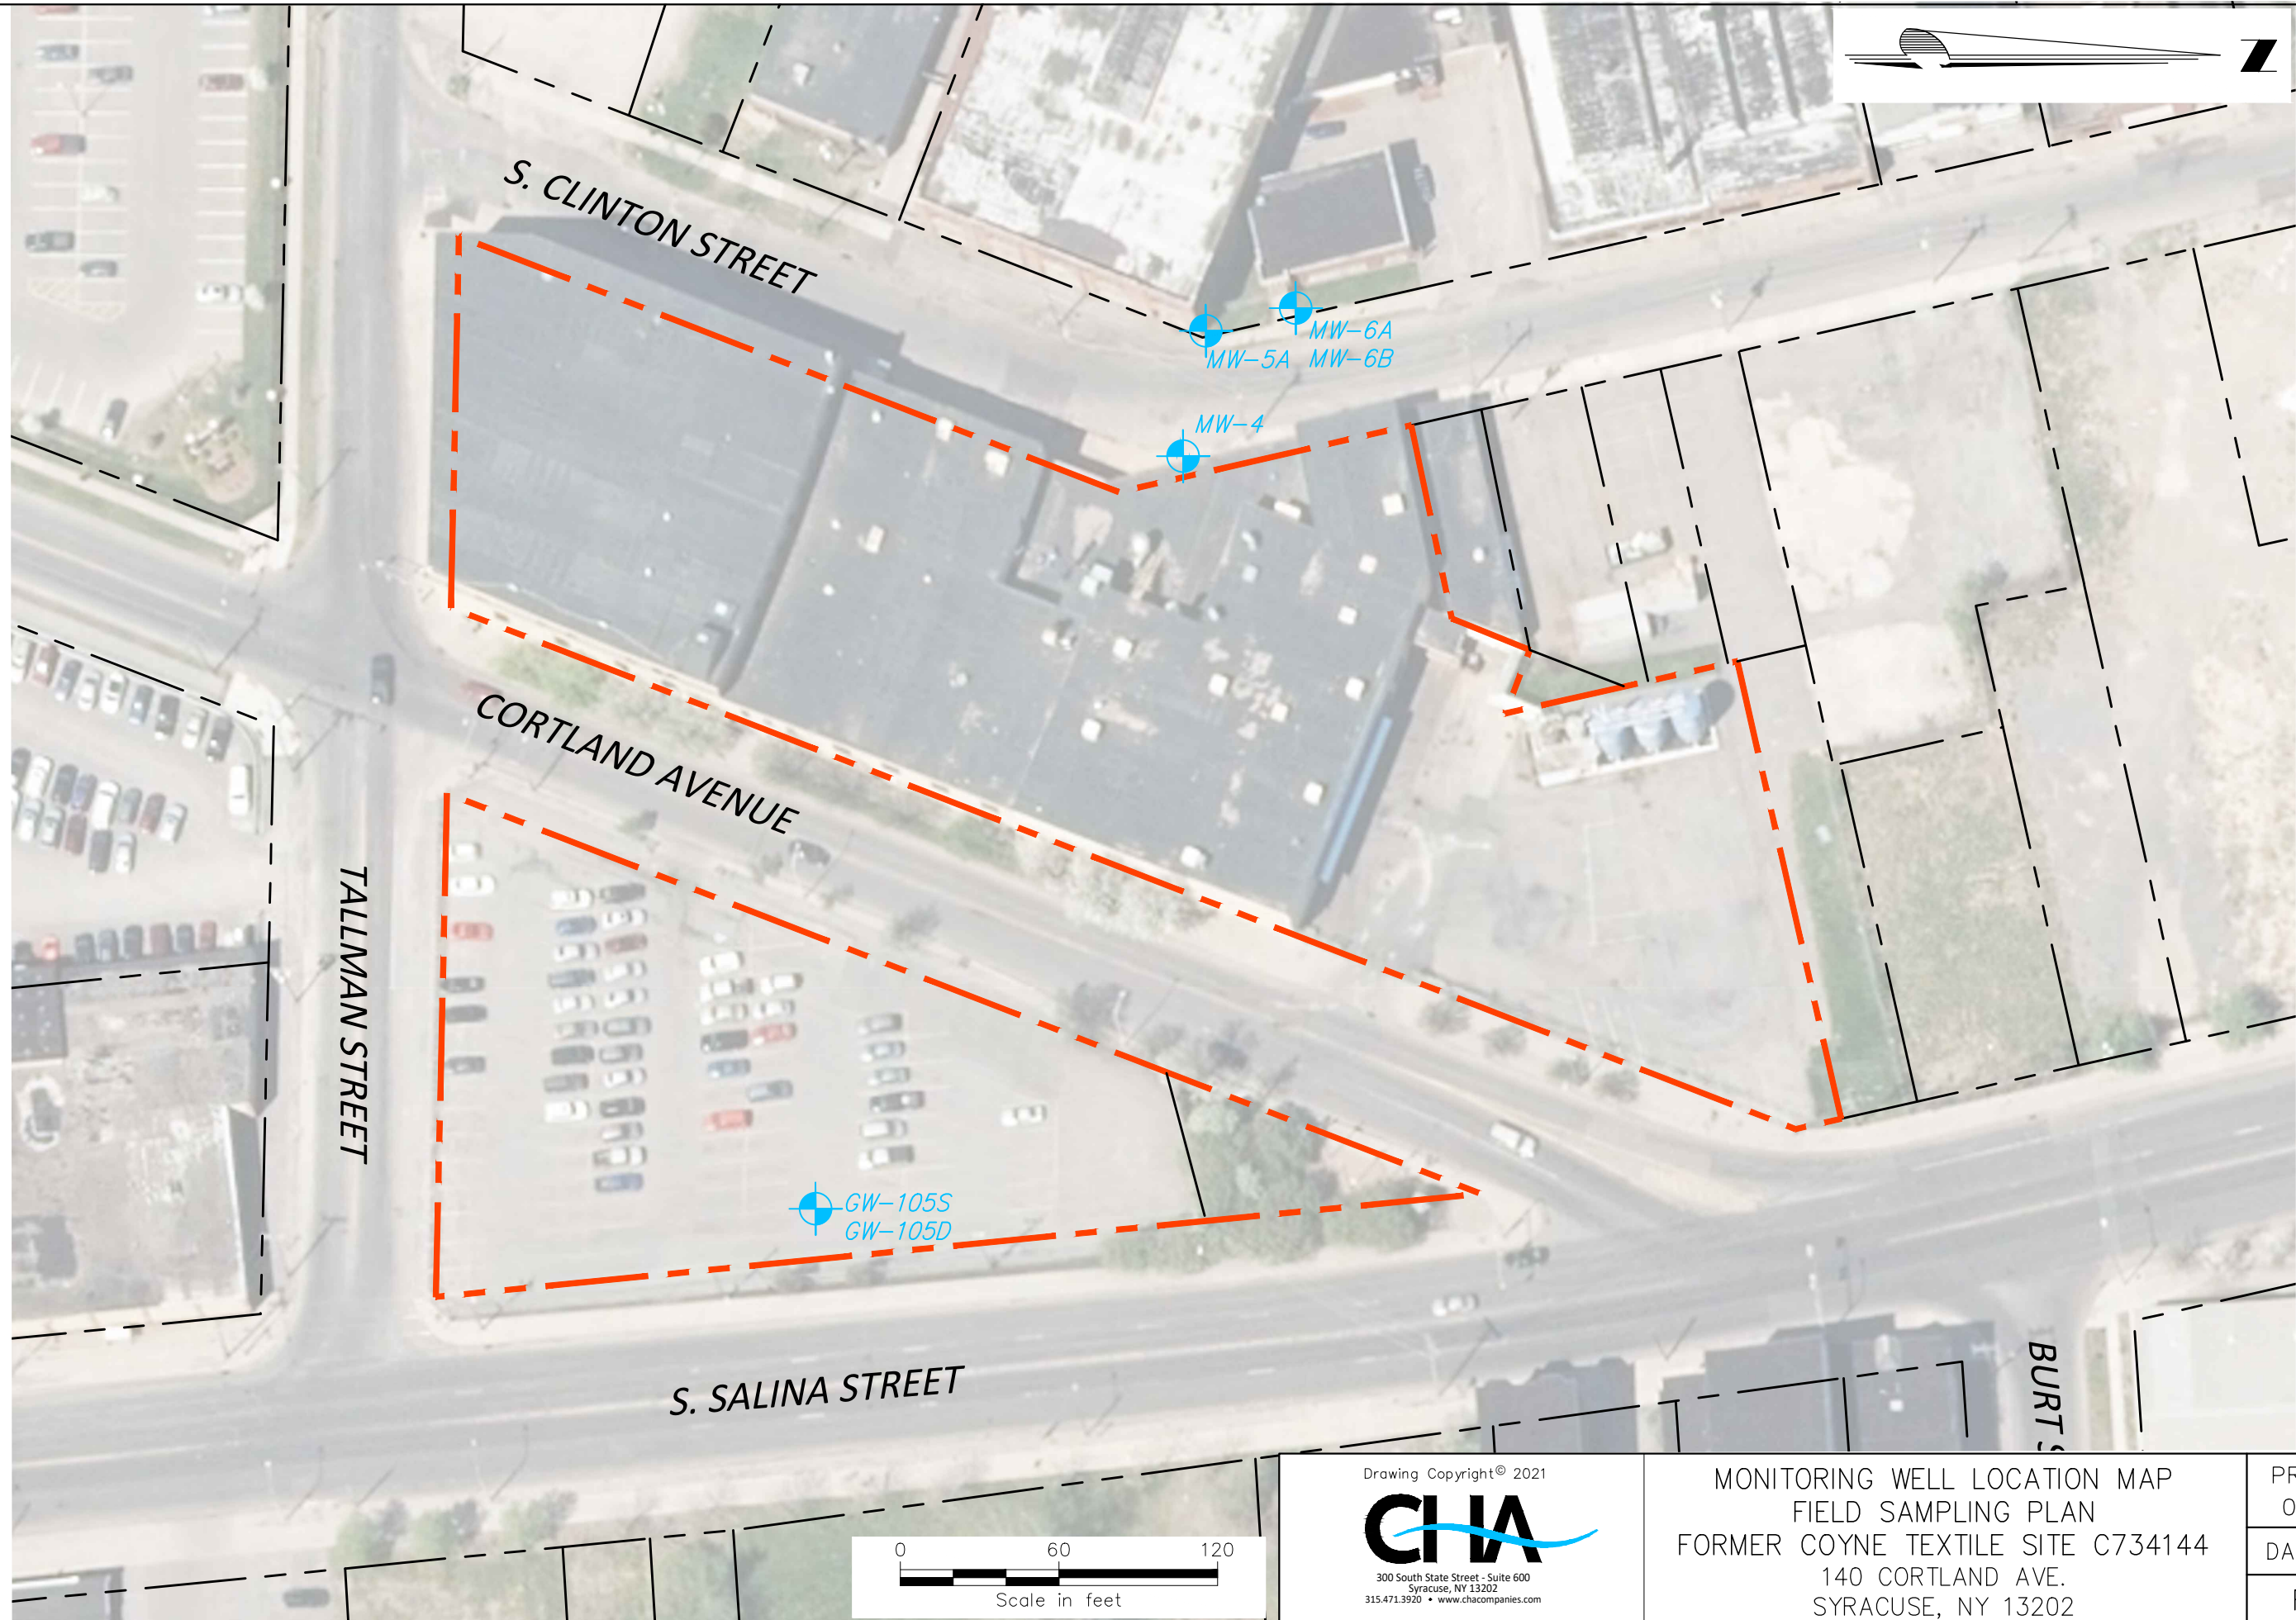 Z
S. CLINTON STREET
MW-6A
MW-5A MW-6B
MW-4
CORTLAND AVENUE
TALLMAN STREET
GW-105S
GW-105D
S. SALINA STREET
BURT
0 60 120
Scale in feet
Drawing Copyright© 2021
CHA
300 South State Street - Suite 600
Syracuse, NY 13202
315.471.3920 • www.chacompanies.com
MONITORING WELL LOCATION MAP
FIELD SAMPLING PLAN
FORMER COYNE TEXTILE SITE C734144
140 CORTLAND AVE.
SYRACUSE, NY 13202